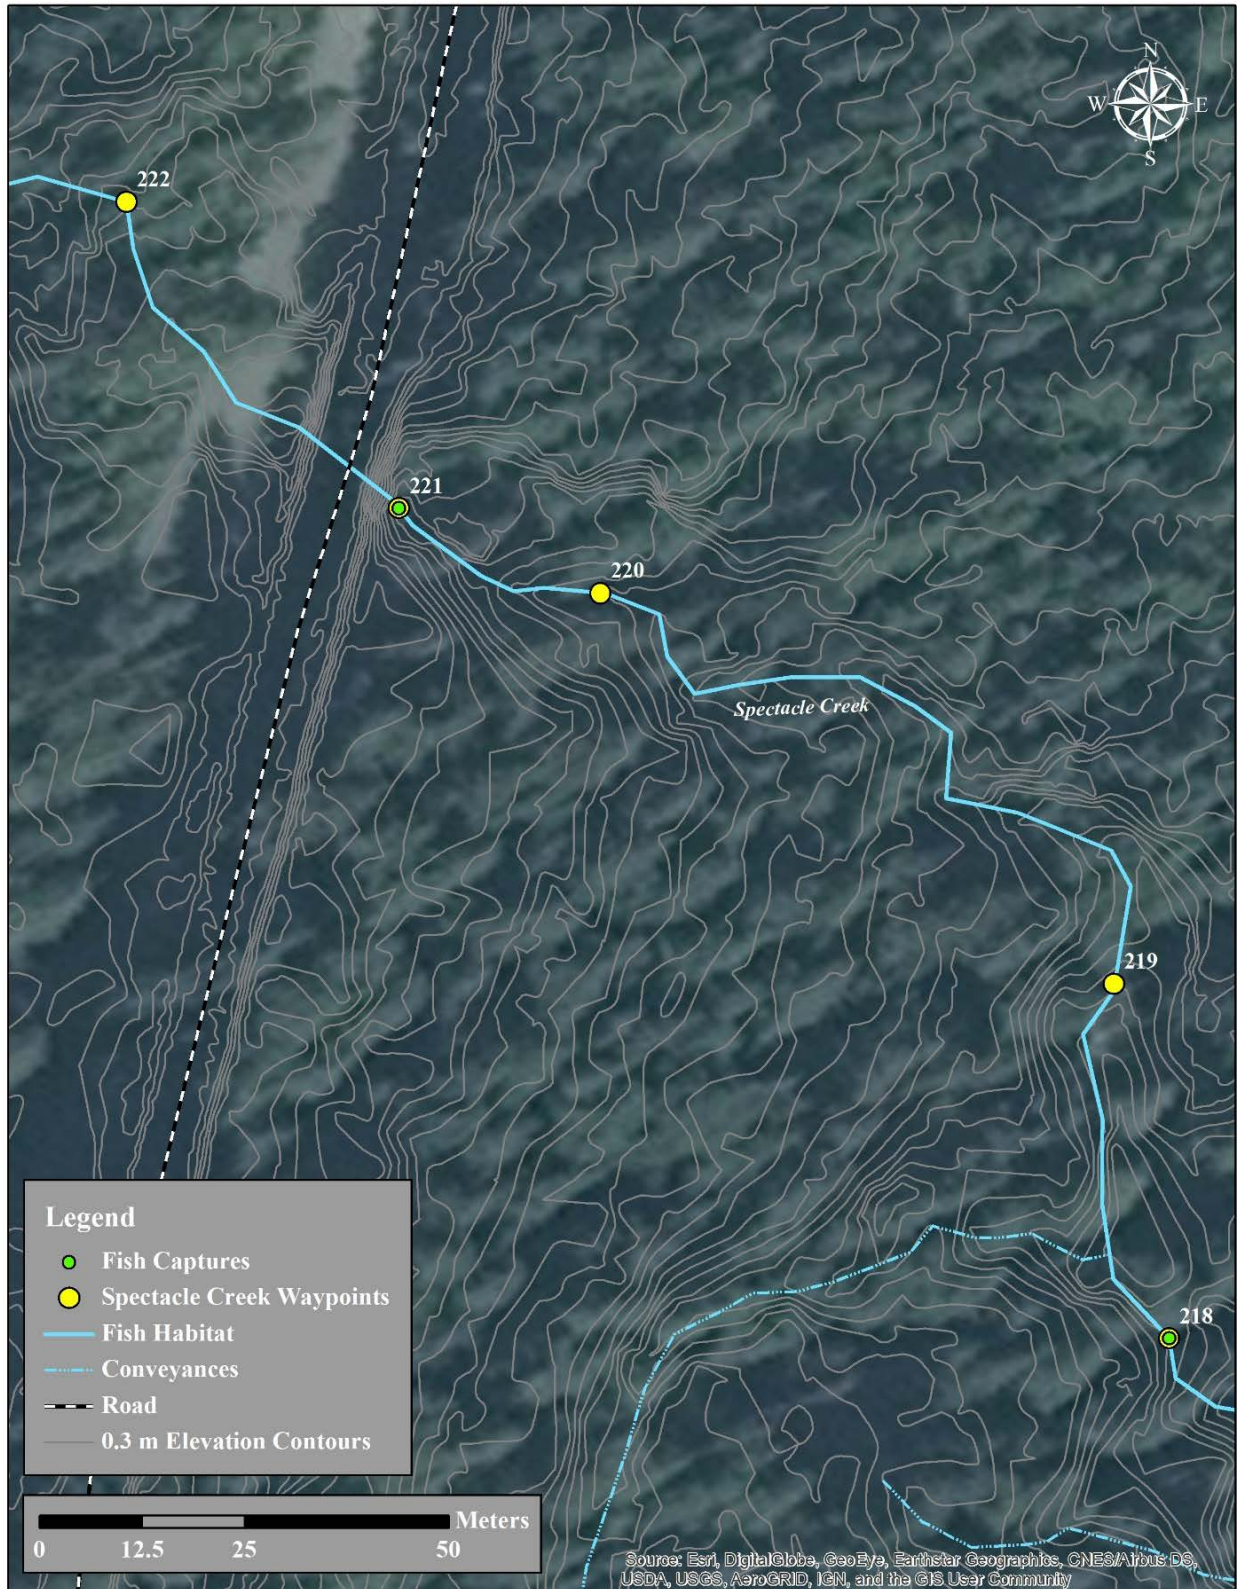 N
W E
S
222
221
220
Spectacle Creek
219
218
Legend
Fish Captures
Spectacle Creek Waypoints
Fish Habitat
Conveyances
Road
0.3 m Elevation Contours
Meters
0 12.5 25 50
Source: Esri, DigitalGlobe, GeoEye, Earthstar Geographics, CNES/Airbus DS,
USDA, USGS, AeroGRID, IGN, and the GIS User Community